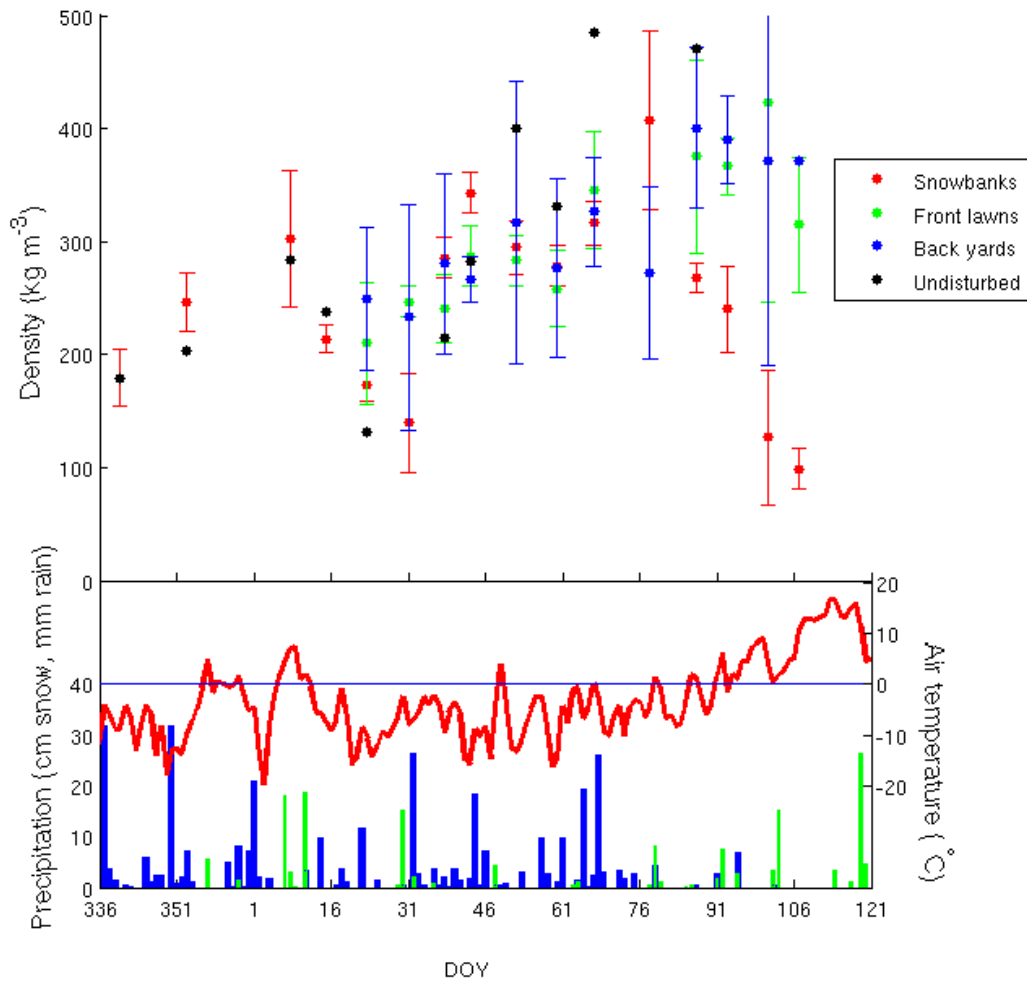 500
400
300
200
100
0
Density (kg m-3)
Snowbanks
Front lawns
Back yards
Undisturbed
Precipitation (cm snow, mm rain)
40
30
20
10
0
20
10
0
-10
-20
Air temperature (°C)
336 351 1 16 31 46 61 76 91 106 121
DOY